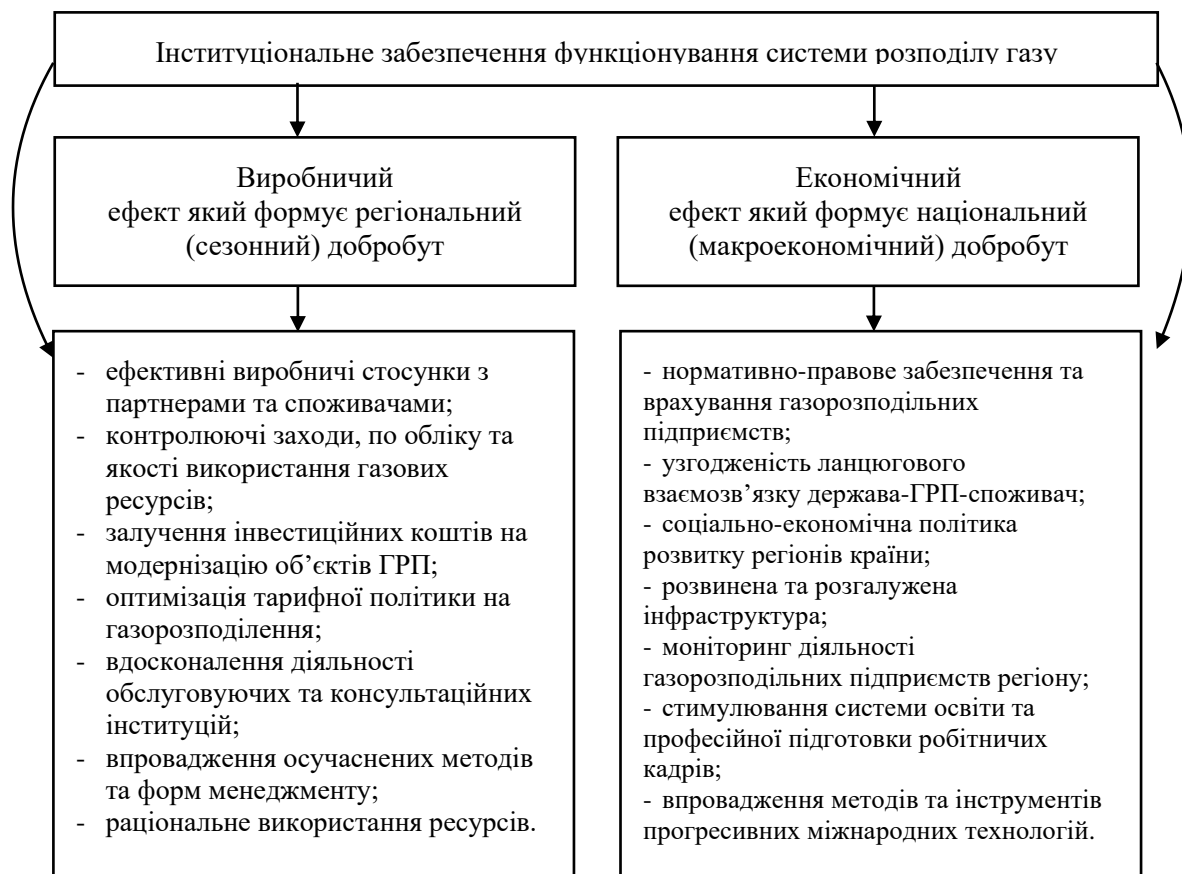 Інституціональне забезпечення функціонування системи розподілу газу
Виробничий
ефект який формує регіональний
(сезонний) добробут
Економічний
ефект який формує національний
(макроекономічний) добробут
- ефективні виробничі стосунки з
партнерами та споживачами;
- контролюючі заходи, по обліку та
якості використання газових
ресурсів;
- залучення інвестиційних коштів на
модернізацію об’єктів ГРП;
- оптимізація тарифної політики на
газорозподілення;
- вдосконалення діяльності
обслуговуючих та консультаційних
інституцій;
- впровадження осучаснених методів
та форм менеджменту;
- раціональне використання ресурсів.
- нормативно-правове забезпечення та
врахування газорозподільних
підприємств;
- узгодженість ланцюгового
взаємозв’язку держава-ГРП-споживач;
- соціально-економічна політика
розвитку регіонів країни;
- розвинена та розгалужена
інфраструктура;
- моніторинг діяльності
газорозподільних підприємств регіону;
- стимулювання системи освіти та
професійної підготовки робітничих
кадрів;
- впровадження методів та інструментів
прогресивних міжнародних технологій.